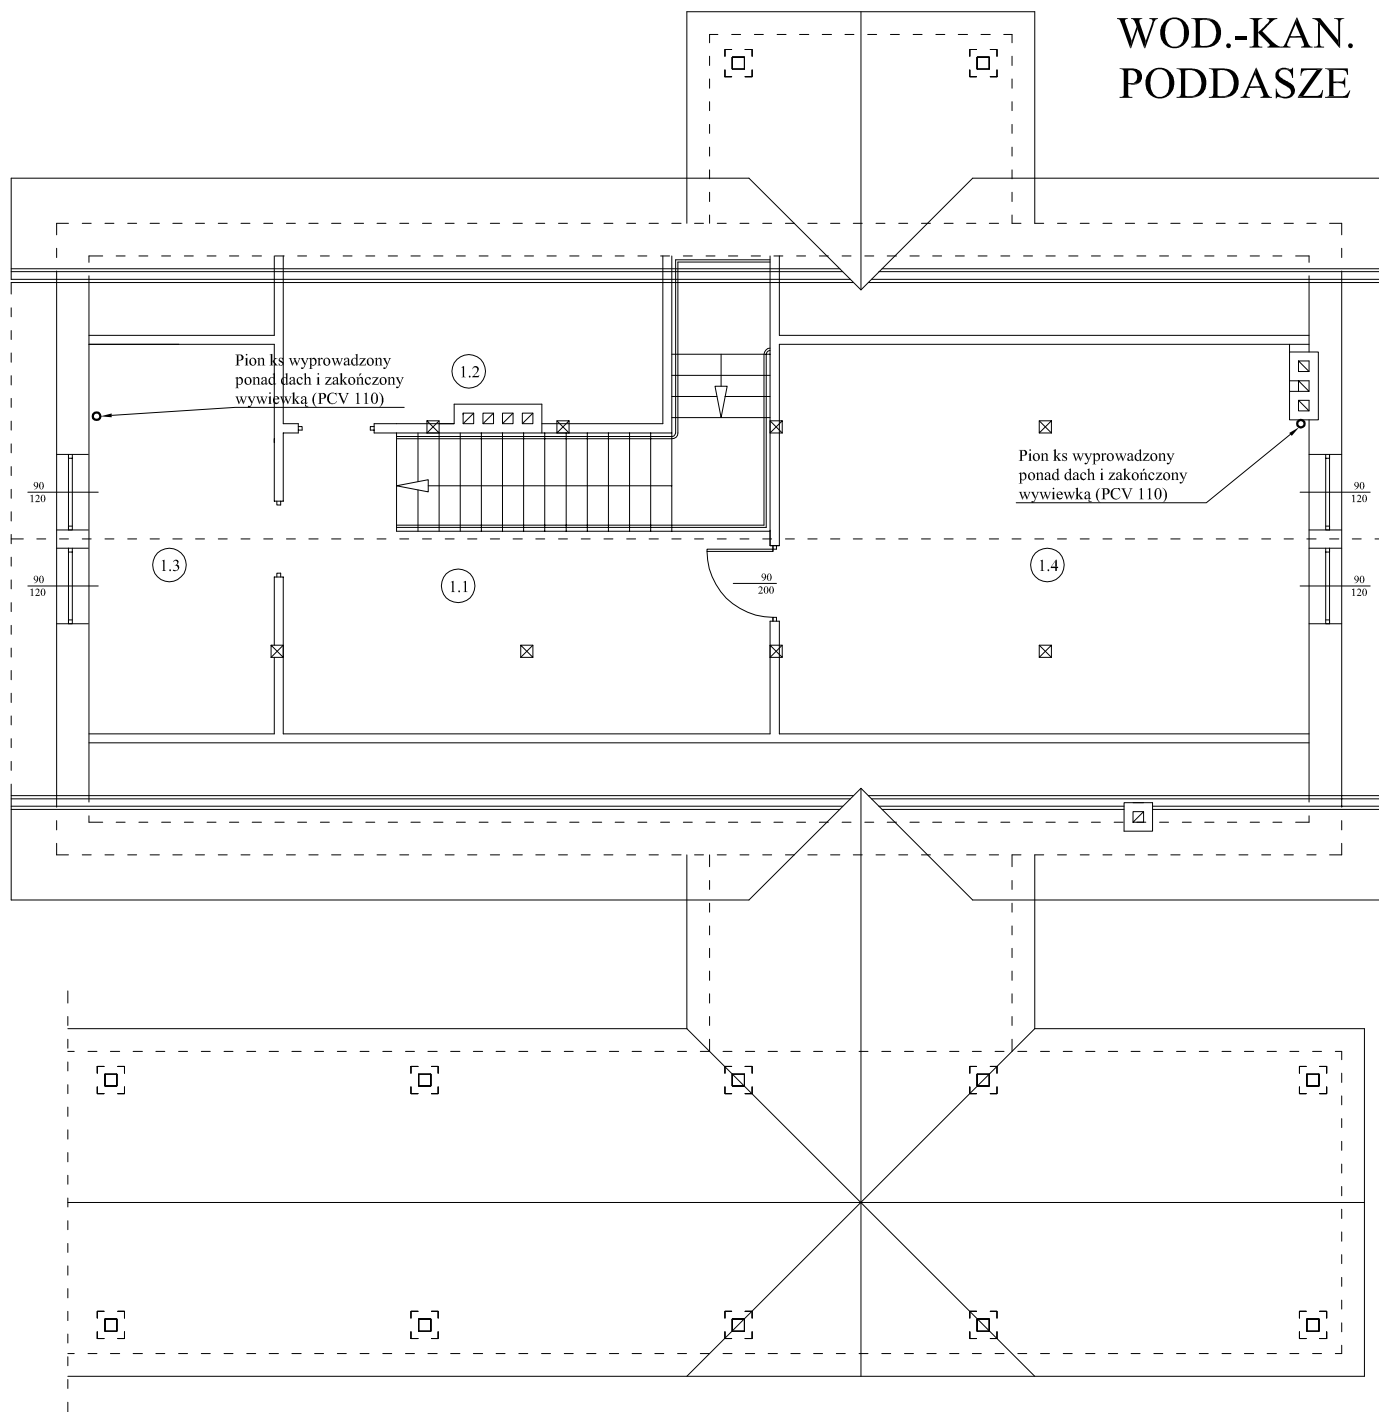 WOD.-KAN.
PODDASZE
Pion ks wyprowadzony
ponad dach i zakończony
wywiewką (PCV 110)
1.2
Pion ks wyprowadzony
ponad dach i zakończony
wywiewką (PCV 110)
90
120
90
120
1.3
1.1
90
200
1.4
90
120
90
120